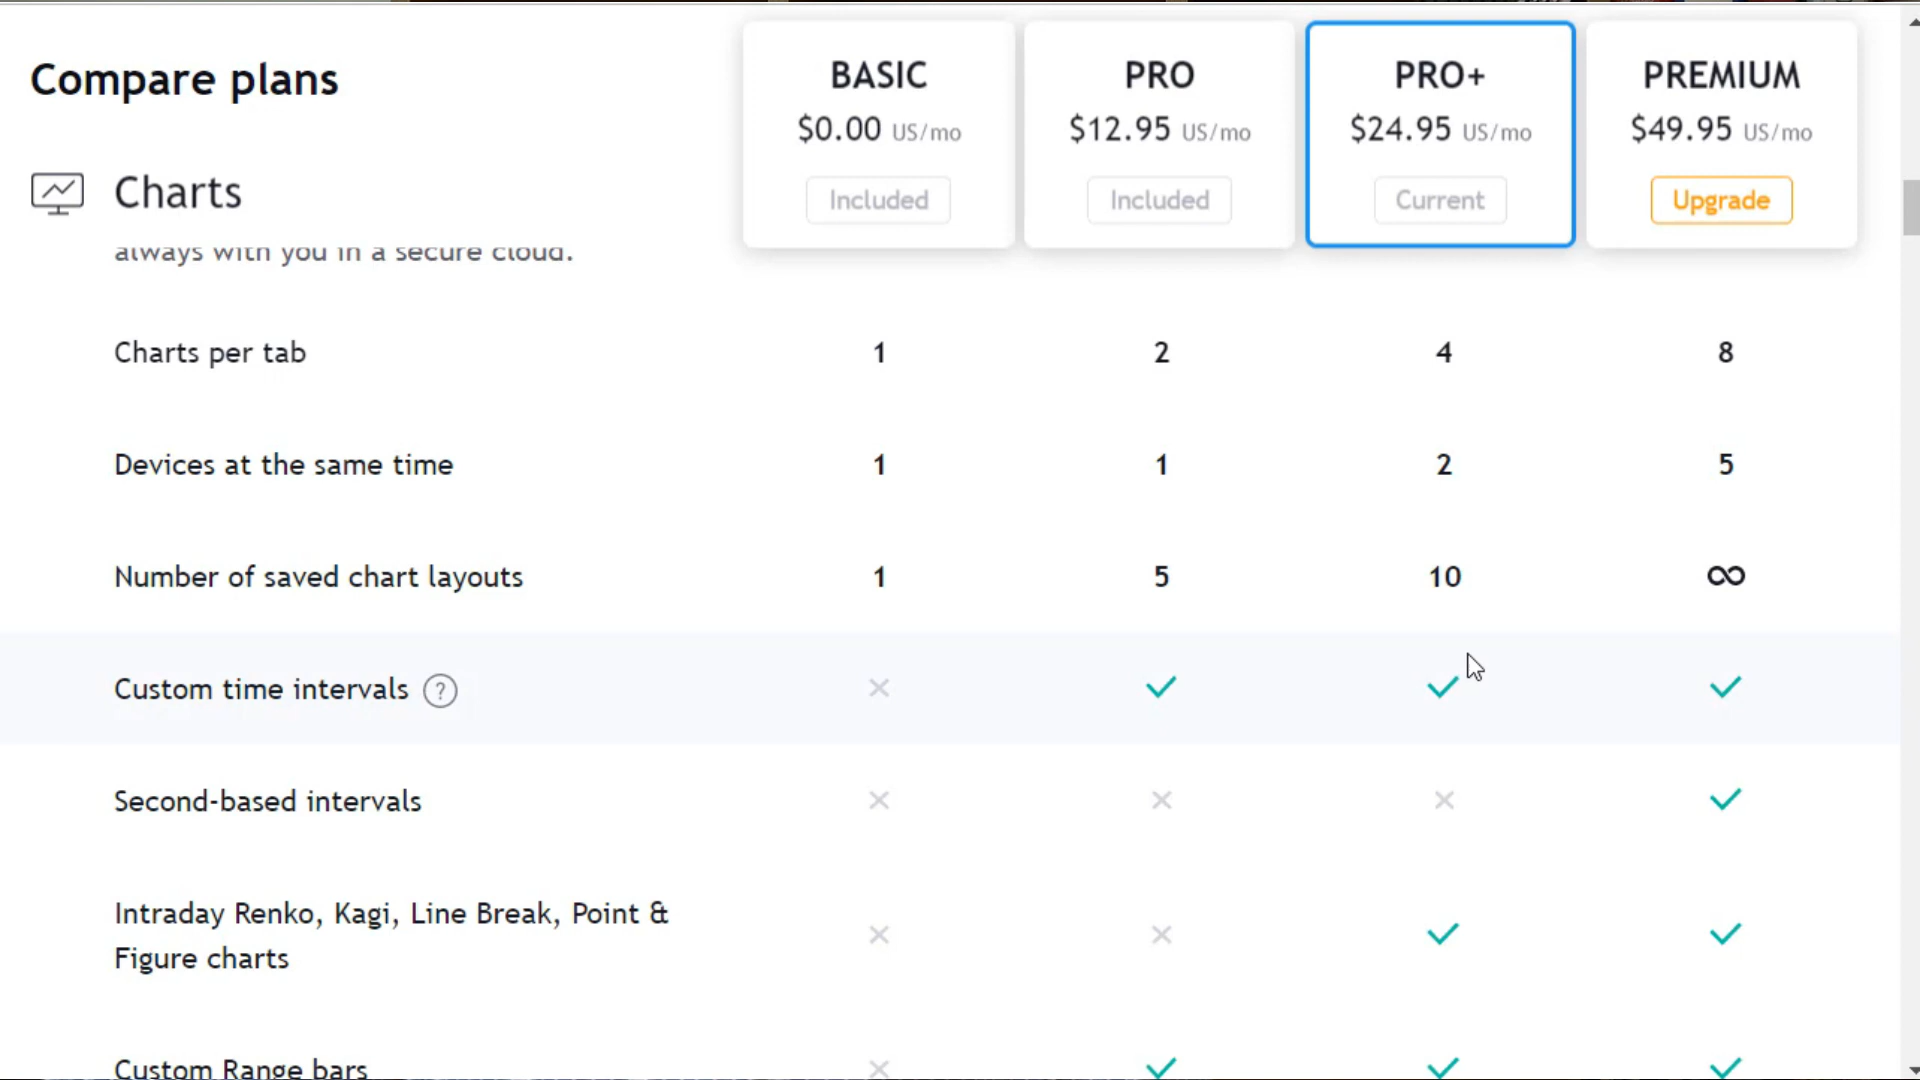 Compare plans
BASIC
$0.00 US/mo
Included
PRO
$12.95 US/mo
Included
PRO+
$24.95 US/mo
Current
PREMIUM
$49.95 US/mo
Upgrade
Charts
always with you in a secure cloud.
Charts per tab 1 2 4 8
Devices at the same time 1 1 2 5
Number of saved chart layouts 1 5 10 ∞
Custom time intervals ?
Second-based intervals
Intraday Renko, Kagi, Line Break, Point &
Figure charts
Custom Range bars